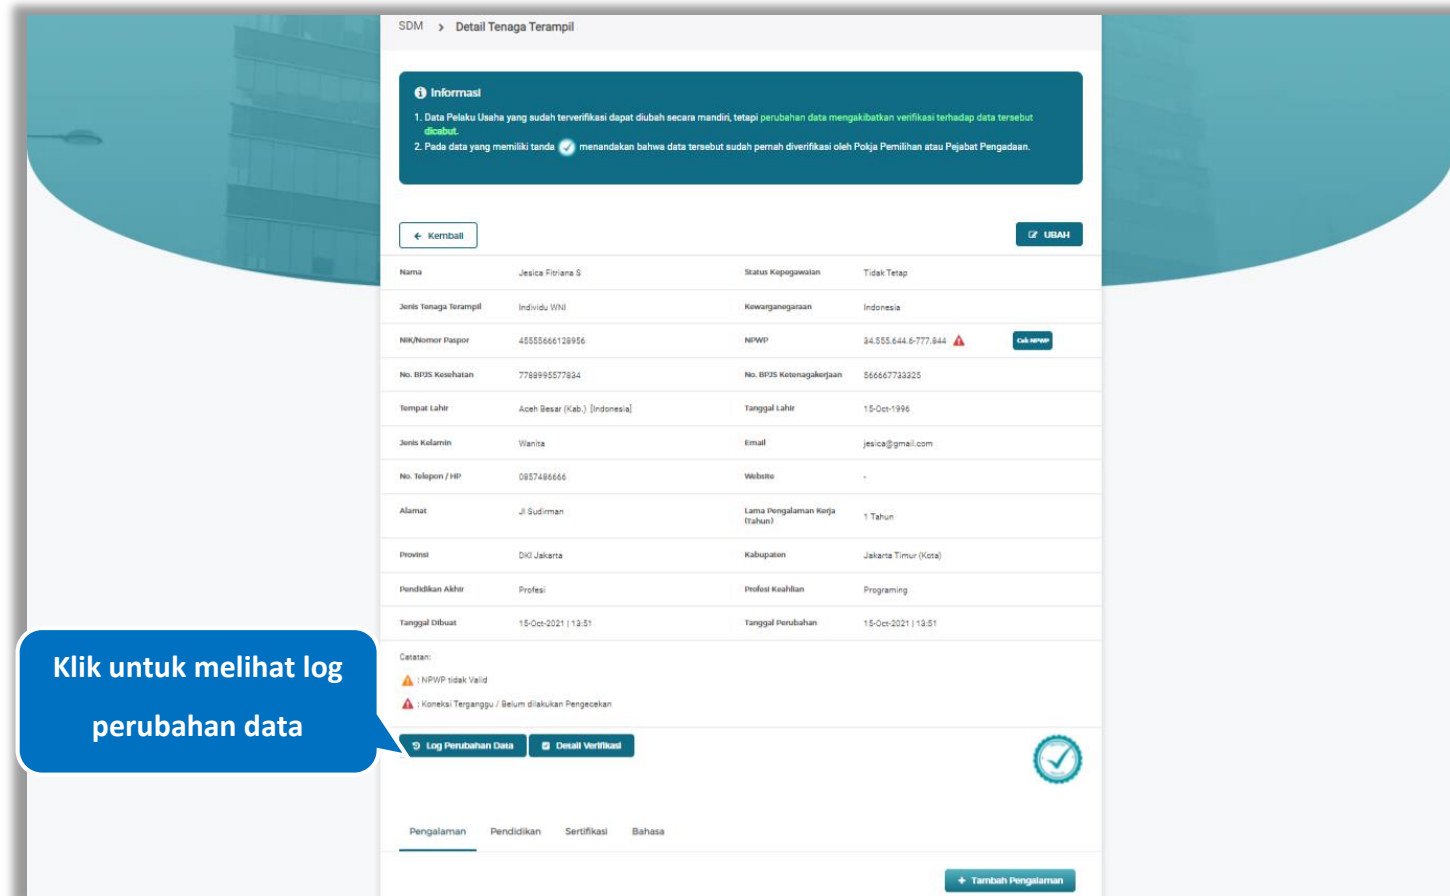 SDM > Detail Tenaga Terampil
Informasi
1. Data Pelaku Usaha yang sudah terverifikasi dapat diubah secara mandiri, tetapi perubahan data mengakibatkan verifikasi terhadap data tersebut
dicabut.
2. Pada data yang memiliki tanda menandakan bahwa data tersebut sudah pernah diverifikasi oleh Pokja Pemilihan atau Pejabat Pengadaan.
Kembali UBAH
Nama Jesica Fitriana S Status Kepegawaian Tidak Tetap
Jenis Tenaga Terampil Individu WNI Kewarganegaraan Indonesia
NIK/Nomor Paspor 45555666128956 NPWP 34.555.644.6-777.844 Cek NPWP
No. BPJS Kesehatan 7788995577834 No. BPJS Ketenagakerjaan 566667733325
Tempat Lahir Aceh Besar (Kab.) [Indonesia] Tanggal Lahir 15-Oct-1996
Jenis Kelamin Wanita Email jesica@gmail.com
No. Telepon / HP 0857486666 Website -
Alamat Jl Sudirman Lama Pengalaman Kerja
(Tahun) 1 Tahun
Provinsi DKI Jakarta Kabupaten Jakarta Timur (Kota)
Pendidikan Akhir Profesi Profesi Keahlian Programing
Tanggal Dibuat 15-Oct-2021 | 13:51 Tanggal Perubahan 15-Oct-2021 | 13:51
Catatan:
: NPWP tidak Valid
: Koneksi Terganggu / Belum dilakukan Pengecekan
Klik untuk melihat log
perubahan data
Log Perubahan Data Detail Verifikasi
Pengalaman Pendidikan Sertifikasi Bahasa
+ Tambah Pengalaman